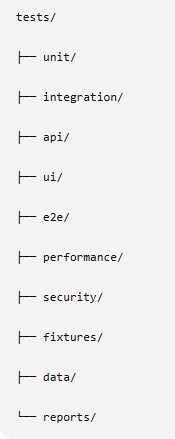 tests/
├── unit/
├── integration/
├── api/
├── ui/
├── e2e/
├── performance/
├── security/
├── fixtures/
├── data/
└── reports/